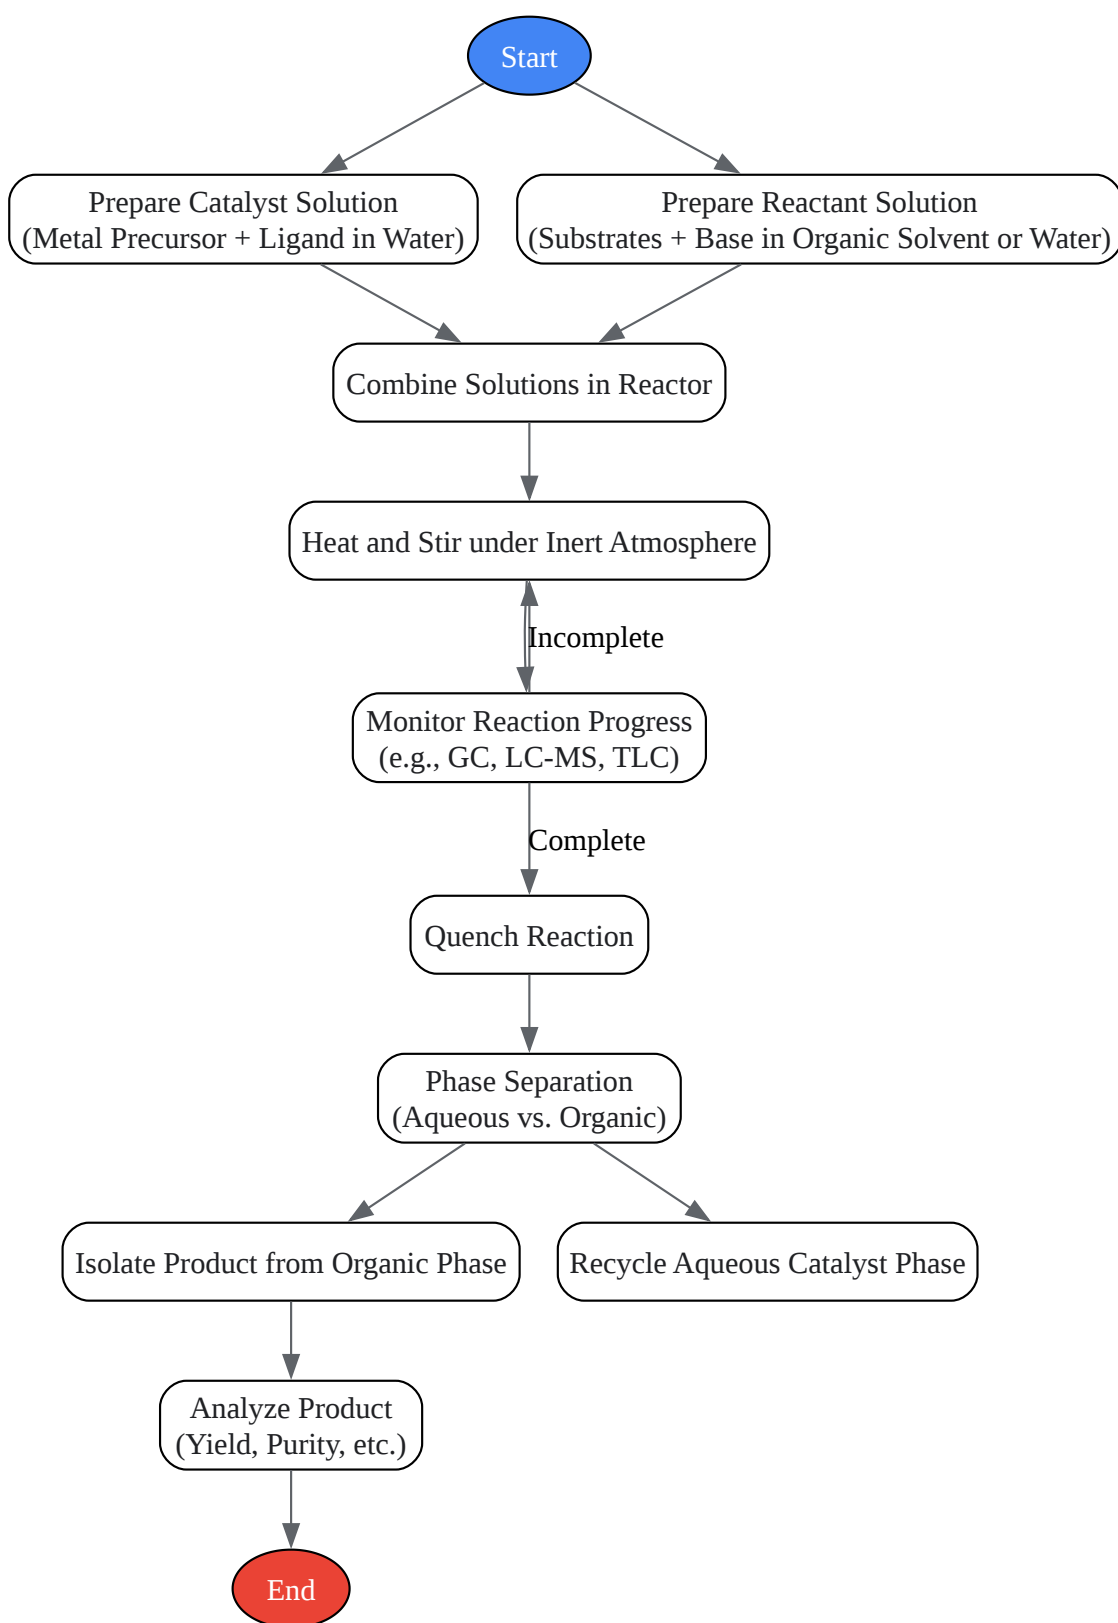 Start
Prepare Catalyst Solution
(Metal Precursor + Ligand in Water)
Prepare Reactant Solution
(Substrates + Base in Organic Solvent or Water)
Combine Solutions in Reactor
Heat and Stir under Inert Atmosphere
Incomplete
Monitor Reaction Progress
(e.g., GC, LC-MS, TLC)
Complete
Quench Reaction
Phase Separation
(Aqueous vs. Organic)
Isolate Product from Organic Phase
Recycle Aqueous Catalyst Phase
Analyze Product
(Yield, Purity, etc.)
End